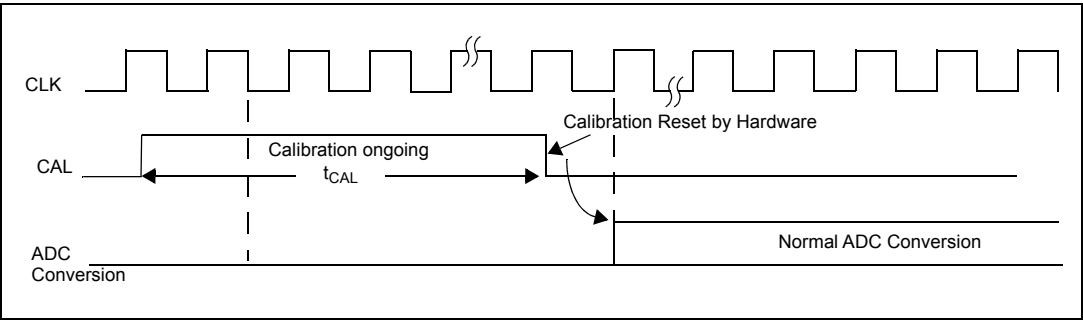 CLK
Calibration Reset by Hardware
CAL
Calibration ongoing
tCAL
ADC
Conversion
Normal ADC Conversion